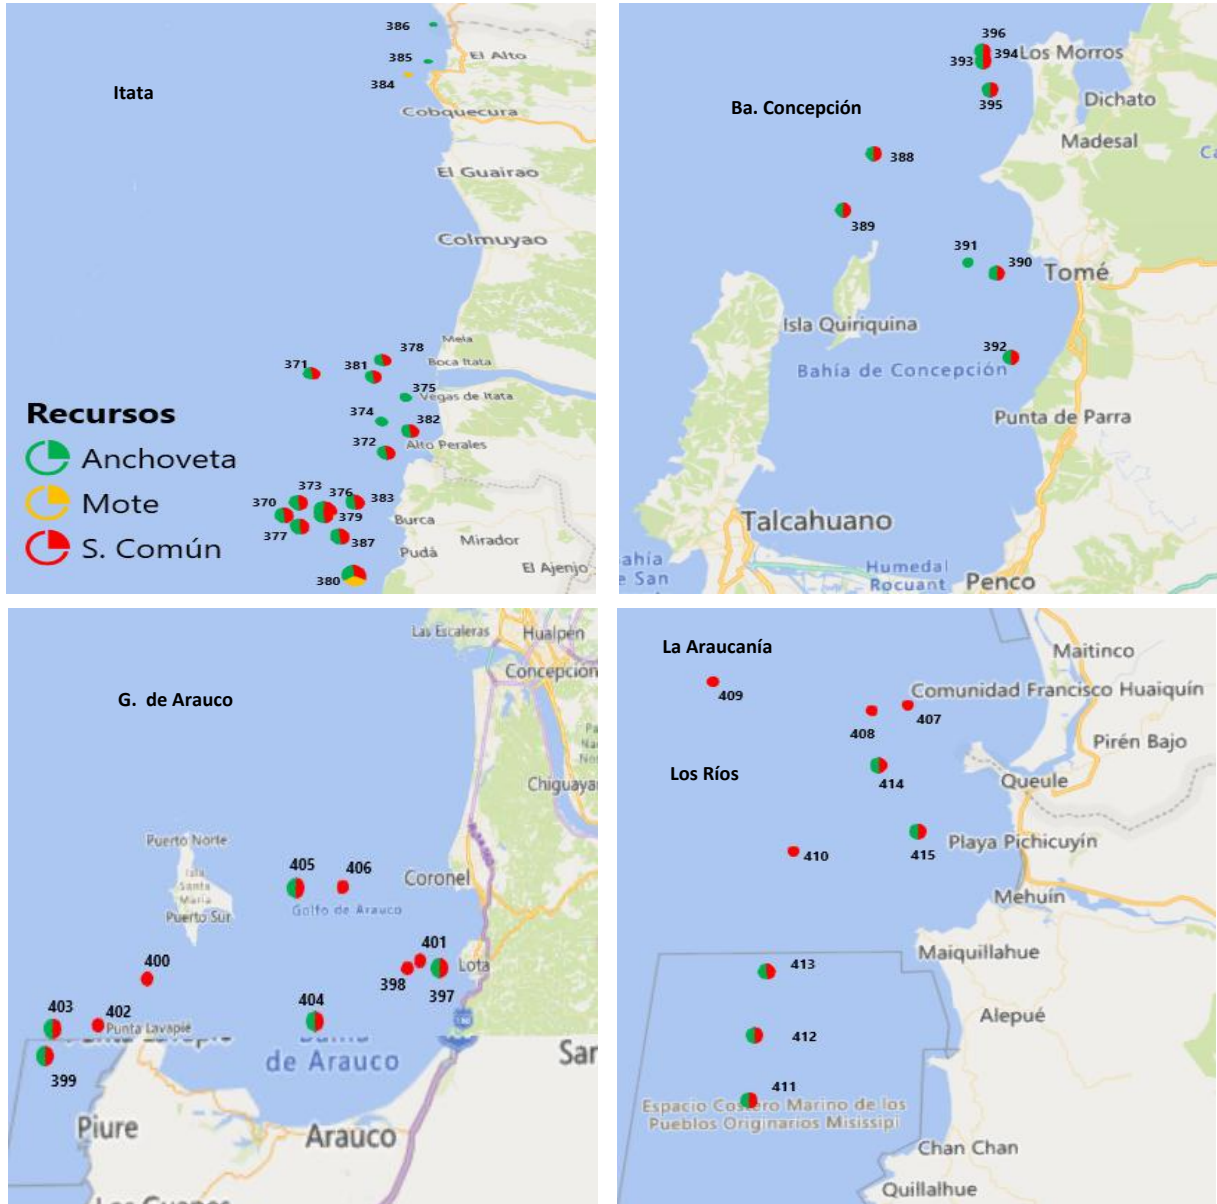 386
385
El Alto
384
Itata
Cobquecura
El Guairao
Colmuyao
378
Mela
371
381
Boca Itata
375
Vegas de Itata
Recursos
374
382
Anchoveta
372
Alto Perales
Mote
373
376
383
370
379
Burca
S. Común
377
387
Mirador
Pudá
El Ajenjo
380
396
394
Los Morros
393
395
Dichato
Ba. Concepción
Madesal
388
389
391
390
Tomé
Isla Quiriquina
392
Bahía de Concepción
Punta de Parra
Talcahuano
Humedal
Rocuant
Penco
Las Escaleras
Hualpén
Concepción
G. de Arauco
Chiguaya
Puerto Norte
Isla
Santa
María
405
406
Coronel
Golfo de Arauco
Puerto Sur
401
400
398
Lota
397
403
402
404
Punta Lavapié
de Arauco
San
399
Piure
Arauco
La Araucanía
Maitinco
409
Comunidad Francisco Huaiquín
408
407
Pirén Bajo
Los Ríos
414
Queule
410
415
Playa Pichicuyín
Mehuín
413
Maiquillahue
412
Alepué
411
Espacio Costero Marino de los
Pueblos Originarios Misissipi
Chan Chan
Quillalhue